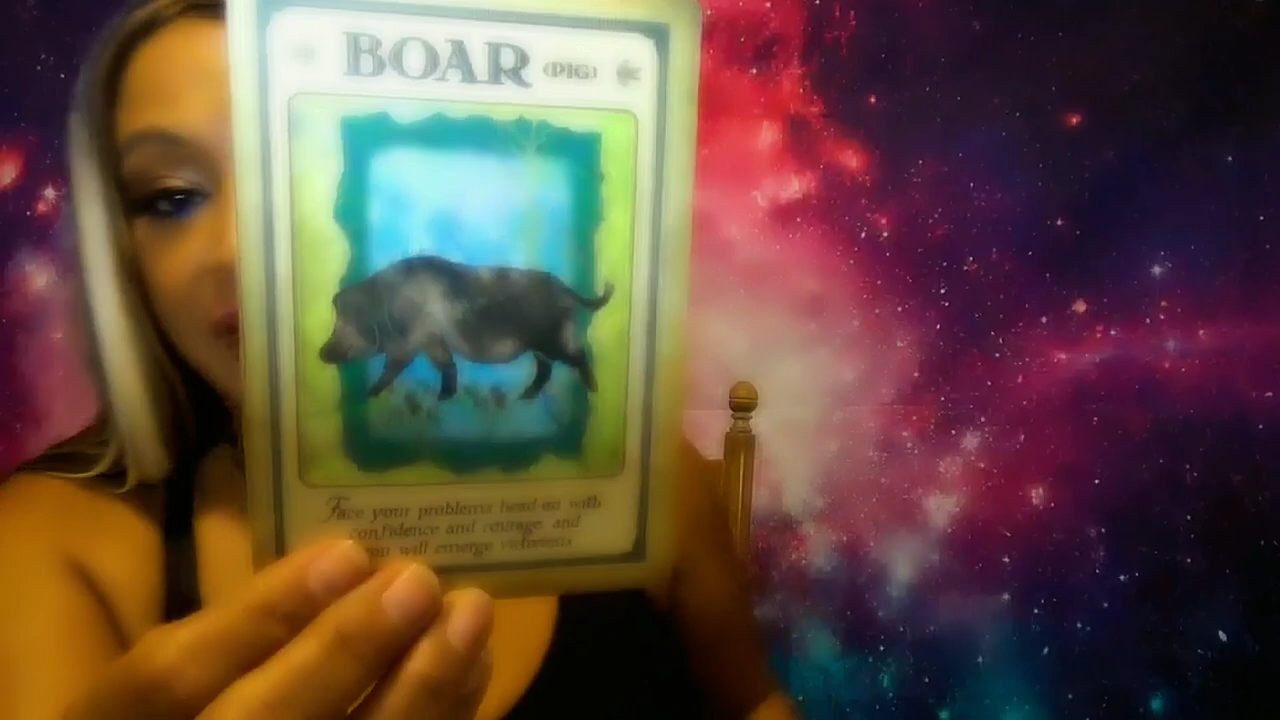 BOAR (PIG)
Face your problems head on with
confidence and courage, and
you will emerge victorious